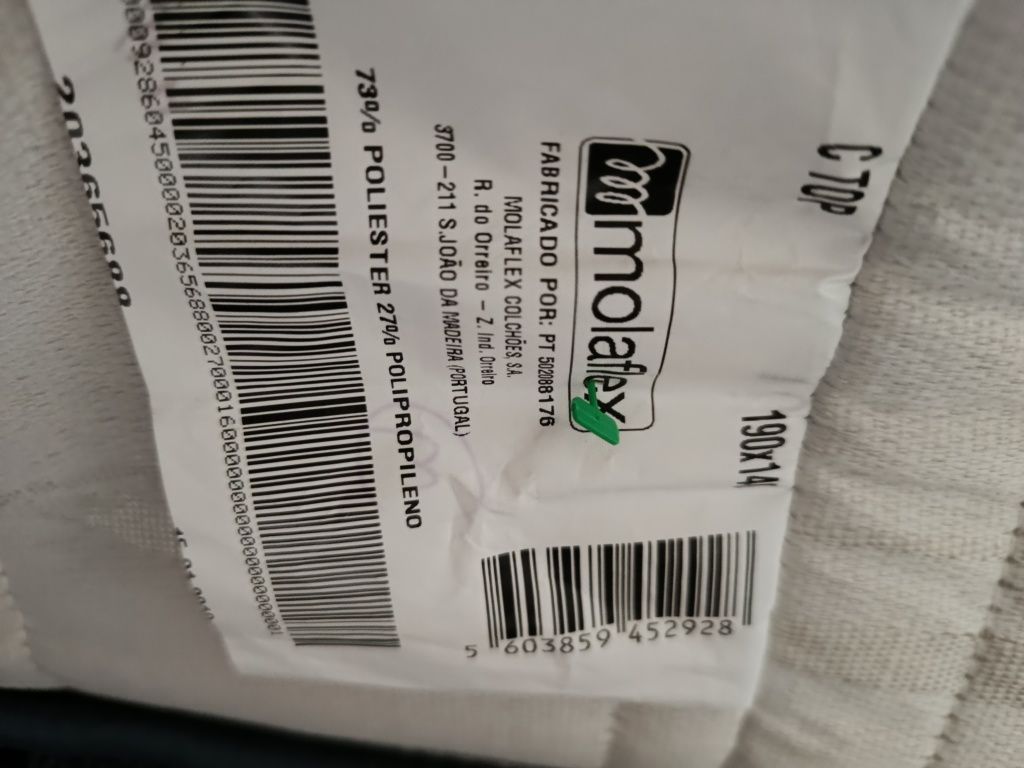 C TOP
190x14
molaflex
FABRICADO POR: PT 502088176
MOLAFLEX COLCHÕES, S.A.
R. do Orreiro - Z. Ind. Orreiro
3700-211 S.JOÃO DA MADEIRA (PORTUGAL)
73% POLIESTER 27% POLIPROPILENO
5 603859 452928